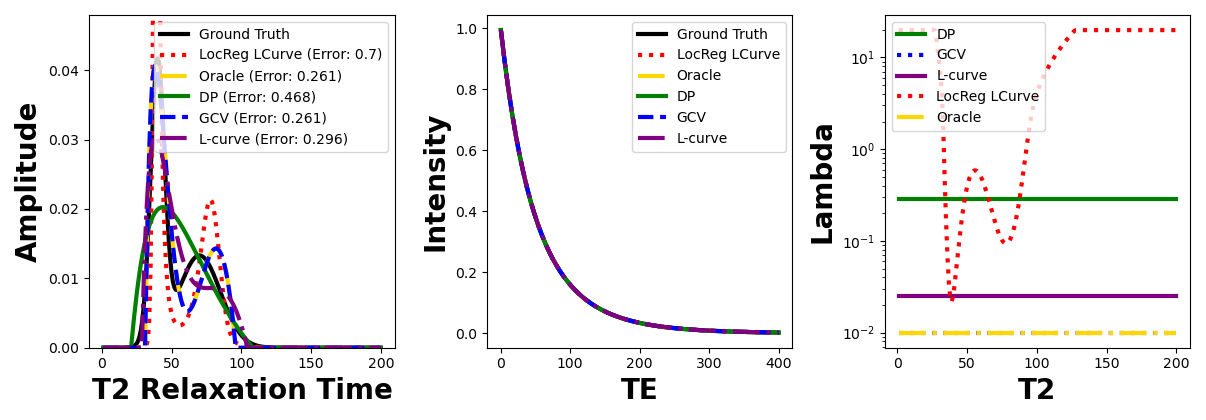 Amplitude
0.04
0.03
0.02
0.01
0.00
0
50
100
150
200
T2 Relaxation Time
Ground Truth
LocReg LCurve (Error: 0.7)
Oracle (Error: 0.261)
DP (Error: 0.468)
GCV (Error: 0.261)
L-curve (Error: 0.296)
Intensity
1.0
0.8
0.6
0.4
0.2
0.0
0
100
200
300
400
TE
Ground Truth
LocReg LCurve
Oracle
DP
GCV
L-curve
Lambda
10¹
10⁰
10⁻¹
10⁻²
0
50
100
150
200
T2
DP
GCV
L-curve
LocReg LCurve
Oracle